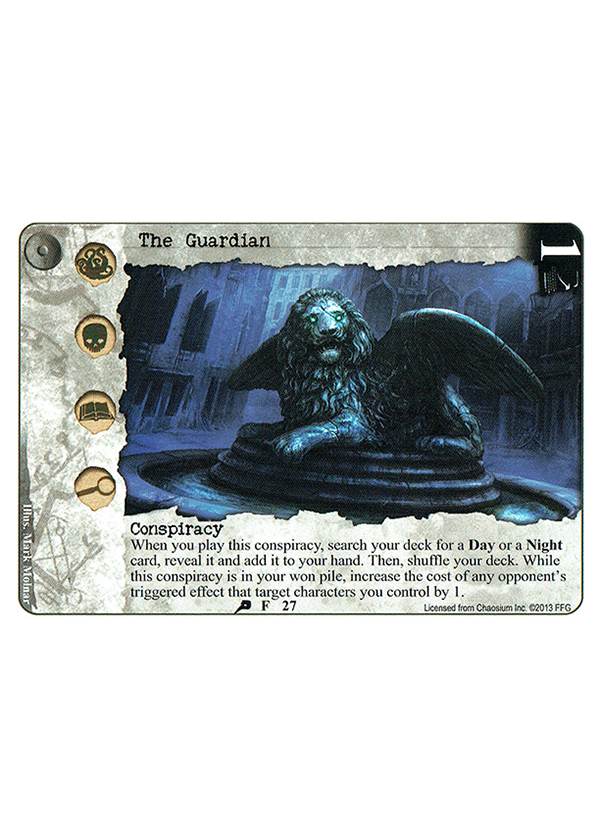 The Guardian
1
Conspiracy
When you play this conspiracy, search your deck for a Day or a Night
card, reveal it and add it to your hand. Then, shuffle your deck. While
this conspiracy is in your won pile, increase the cost of any opponent's
triggered effect that target characters you control by 1.
F 27
Licensed from Chaosium Inc. ©2013 FFG
Illus. Mark Molnar